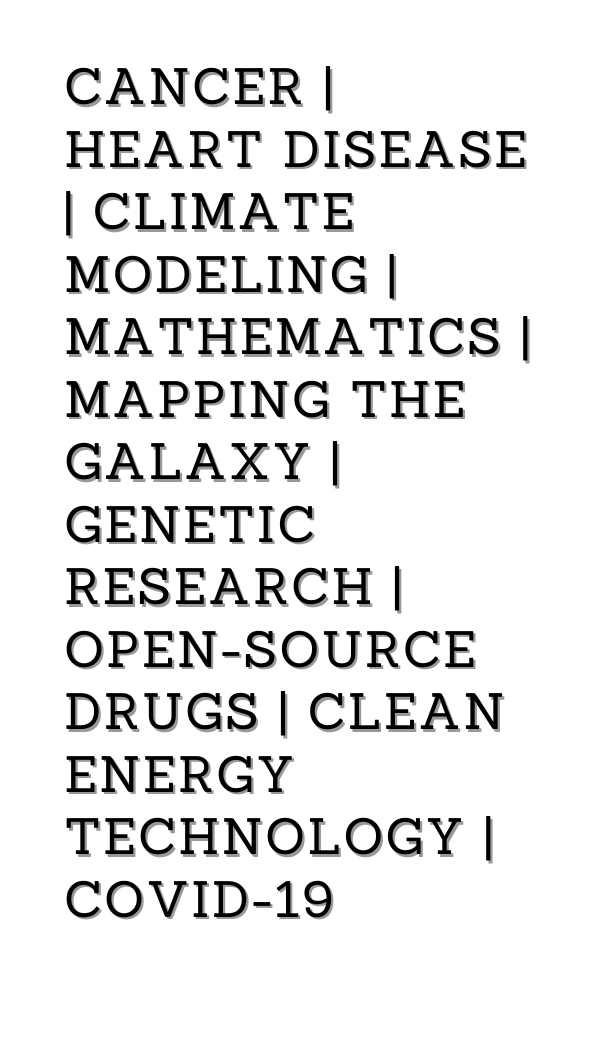 CANCER |
HEART DISEASE
| CLIMATE
MODELING |
MATHEMATICS |
MAPPING THE
GALAXY |
GENETIC
RESEARCH |
OPEN-SOURCE
DRUGS | CLEAN
ENERGY
TECHNOLOGY |
COVID-19